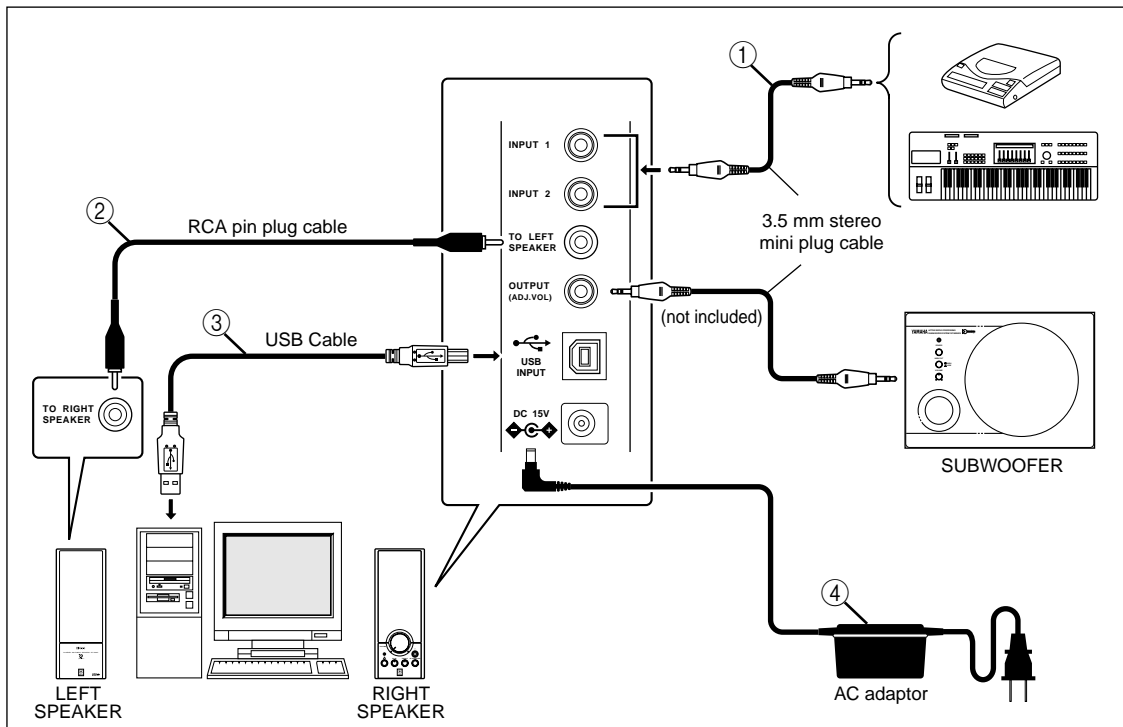 ①
INPUT 1
INPUT 2
②
RCA pin plug cable
TO LEFT
SPEAKER
3.5 mm stereo
mini plug cable
OUTPUT
(ADJ.VOL)
(not included)
③
USB Cable
USB
INPUT
YAMAHA
TO RIGHT
SPEAKER
DC 15V
SUBWOOFER
④
AC adaptor
LEFT
SPEAKER
RIGHT
SPEAKER